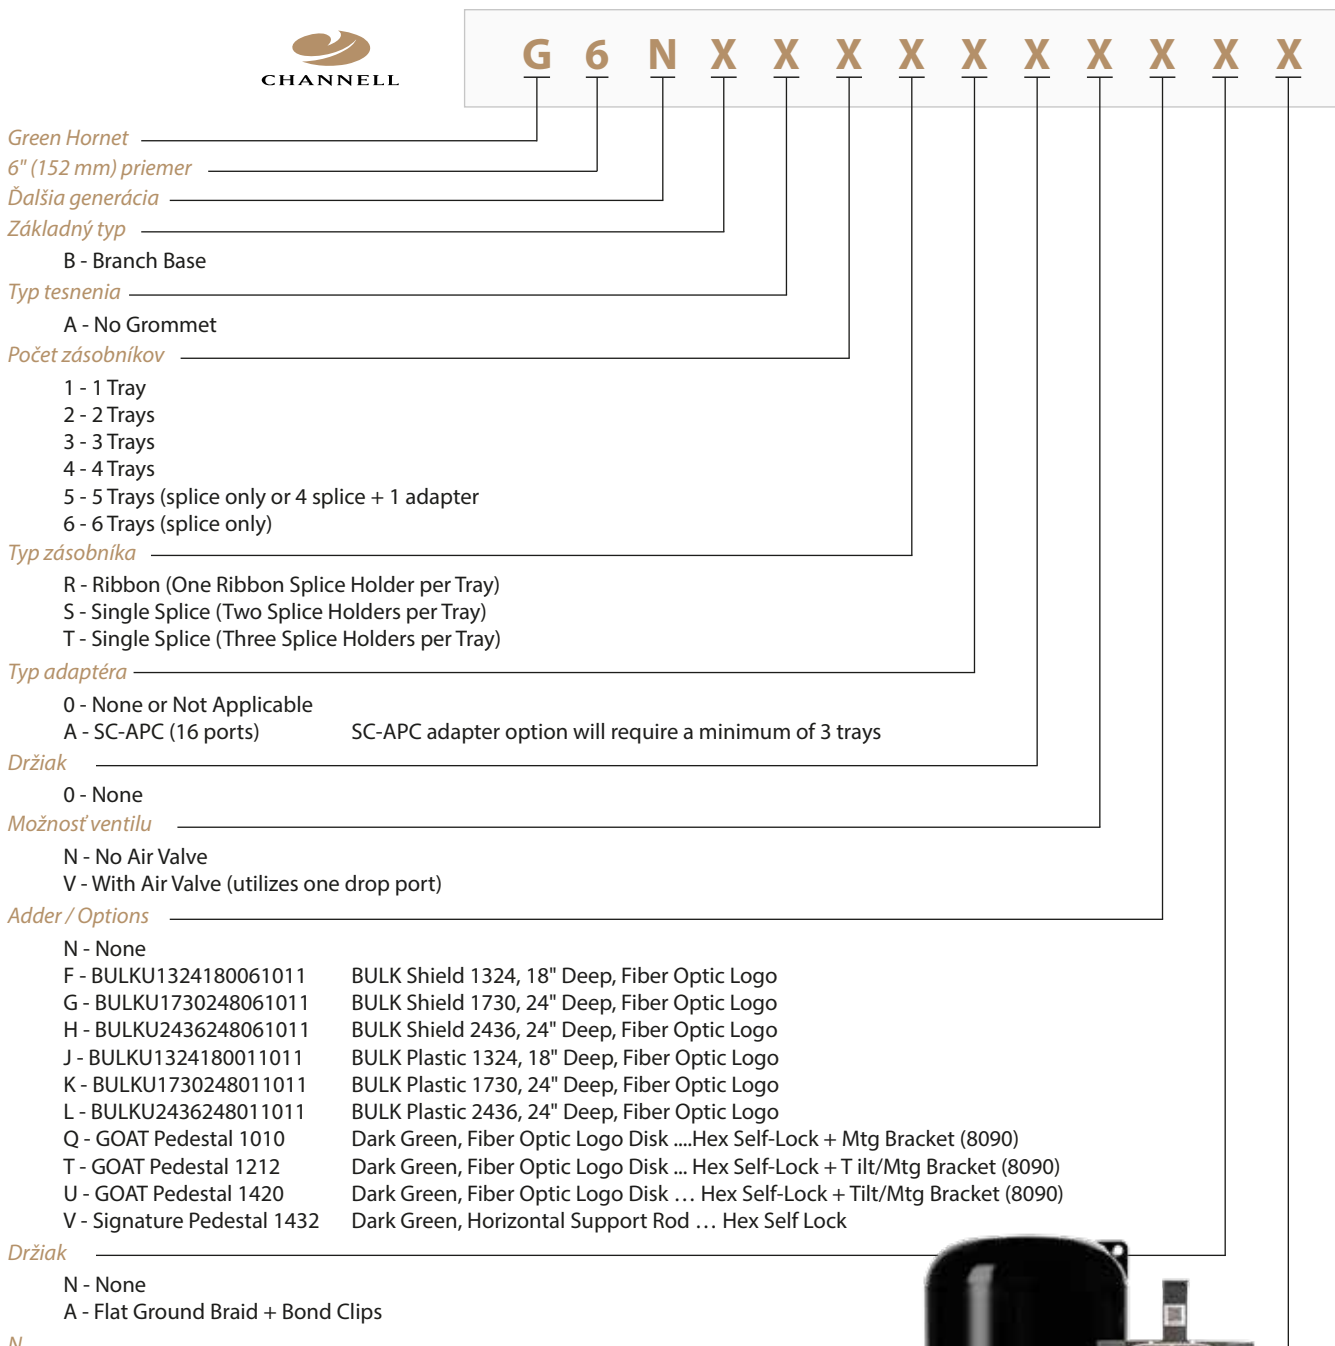 CHANNELL
G 6 N X X X X X X X X X X
Green Hornet
6" (152 mm) priemer
Ďalšia generácia
Základný typ
B - Branch Base
Typ tesnenia
A - No Grommet
Počet zásobníkov
1 - 1 Tray
2 - 2 Trays
3 - 3 Trays
4 - 4 Trays
5 - 5 Trays (splice only or 4 splice + 1 adapter
6 - 6 Trays (splice only)
Typ zásobníka
R - Ribbon (One Ribbon Splice Holder per Tray)
S - Single Splice (Two Splice Holders per Tray)
T - Single Splice (Three Splice Holders per Tray)
Typ adaptéra
0 - None or Not Applicable
A - SC-APC (16 ports) SC-APC adapter option will require a minimum of 3 trays
Držiak
0 - None
Možnosť ventilu
N - No Air Valve
V - With Air Valve (utilizes one drop port)
Adder / Options
N - None
F - BULKU1324180061011 BULK Shield 1324, 18" Deep, Fiber Optic Logo
G - BULKU1730248061011 BULK Shield 1730, 24" Deep, Fiber Optic Logo
H - BULKU2436248061011 BULK Shield 2436, 24" Deep, Fiber Optic Logo
J - BULKU1324180011011 BULK Plastic 1324, 18" Deep, Fiber Optic Logo
K - BULKU1730248011011 BULK Plastic 1730, 24" Deep, Fiber Optic Logo
L - BULKU2436248011011 BULK Plastic 2436, 24" Deep, Fiber Optic Logo
Q - GOAT Pedestal 1010 Dark Green, Fiber Optic Logo Disk ....Hex Self-Lock + Mtg Bracket (8090)
T - GOAT Pedestal 1212 Dark Green, Fiber Optic Logo Disk ... Hex Self-Lock + T ilt/Mtg Bracket (8090)
U - GOAT Pedestal 1420 Dark Green, Fiber Optic Logo Disk … Hex Self-Lock + Tilt/Mtg Bracket (8090)
V - Signature Pedestal 1432 Dark Green, Horizontal Support Rod … Hex Self Lock
Držiak
N - None
A - Flat Ground Braid + Bond Clips
N